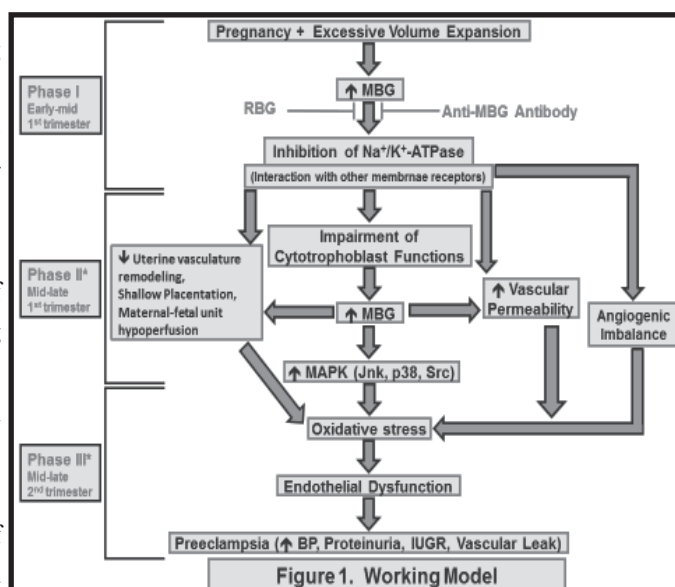 Pregnancy + Excessive Volume Expansion
Phase I
Early-mid
1st trimester
↑ MBG
RBG
Anti-MBG Antibody
Inhibition of Na+/K+-ATPase
(Interaction with other membrnae receptors)
Phase II*
Mid-late
1st trimester
↓ Uterine vasculature
remodeling,
Shallow Placentation,
Maternal-fetal unit
hypoperfusion
Impairment of
Cytotrophoblast Functions
↑ MBG
↑ Vascular
Permeability
Angiogenic
Imbalance
↑ MAPK (Jnk, p38, Src)
Phase III*
Mid-late
2nd trimester
Oxidative stress
Endothelial Dysfunction
Preeclampsia (↑ BP, Proteinuria, IUGR, Vascular Leak)
Figure 1. Working Model